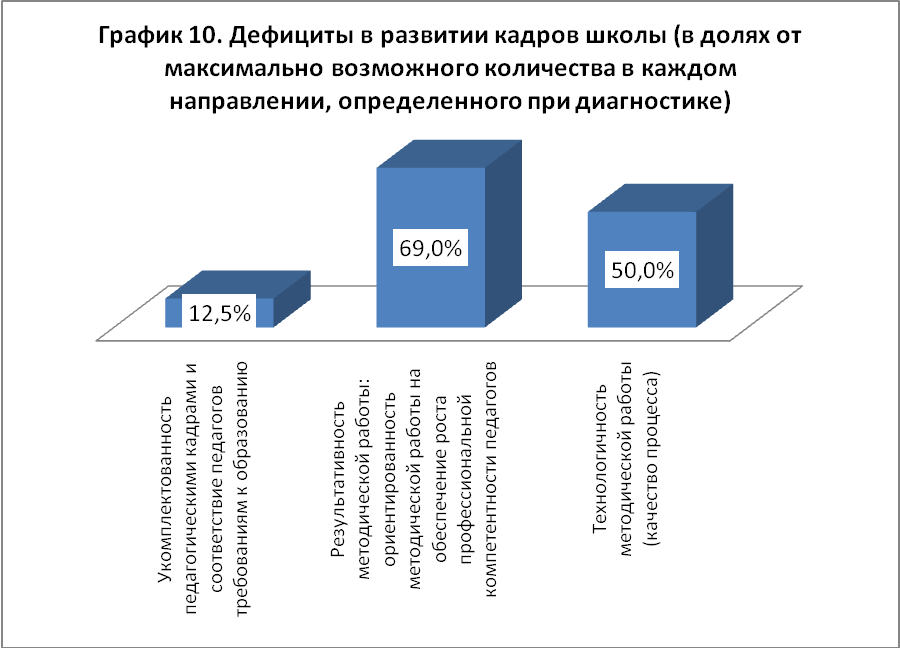 График 10. Дефициты в развитии кадров школы (в долях от
максимально возможного количества в каждом
направлении, определенного при диагностике)
12,5%
69,0%
50,0%
Укомплектованность
педагогическими кадрами и
соответствие педагогов
требованиям к образованию
Результативность
методической работы:
ориентированность
методической работы на
обеспечение роста
профессиональной
компетентности педагогов
Технологичность
методической работы
(качество процесса)